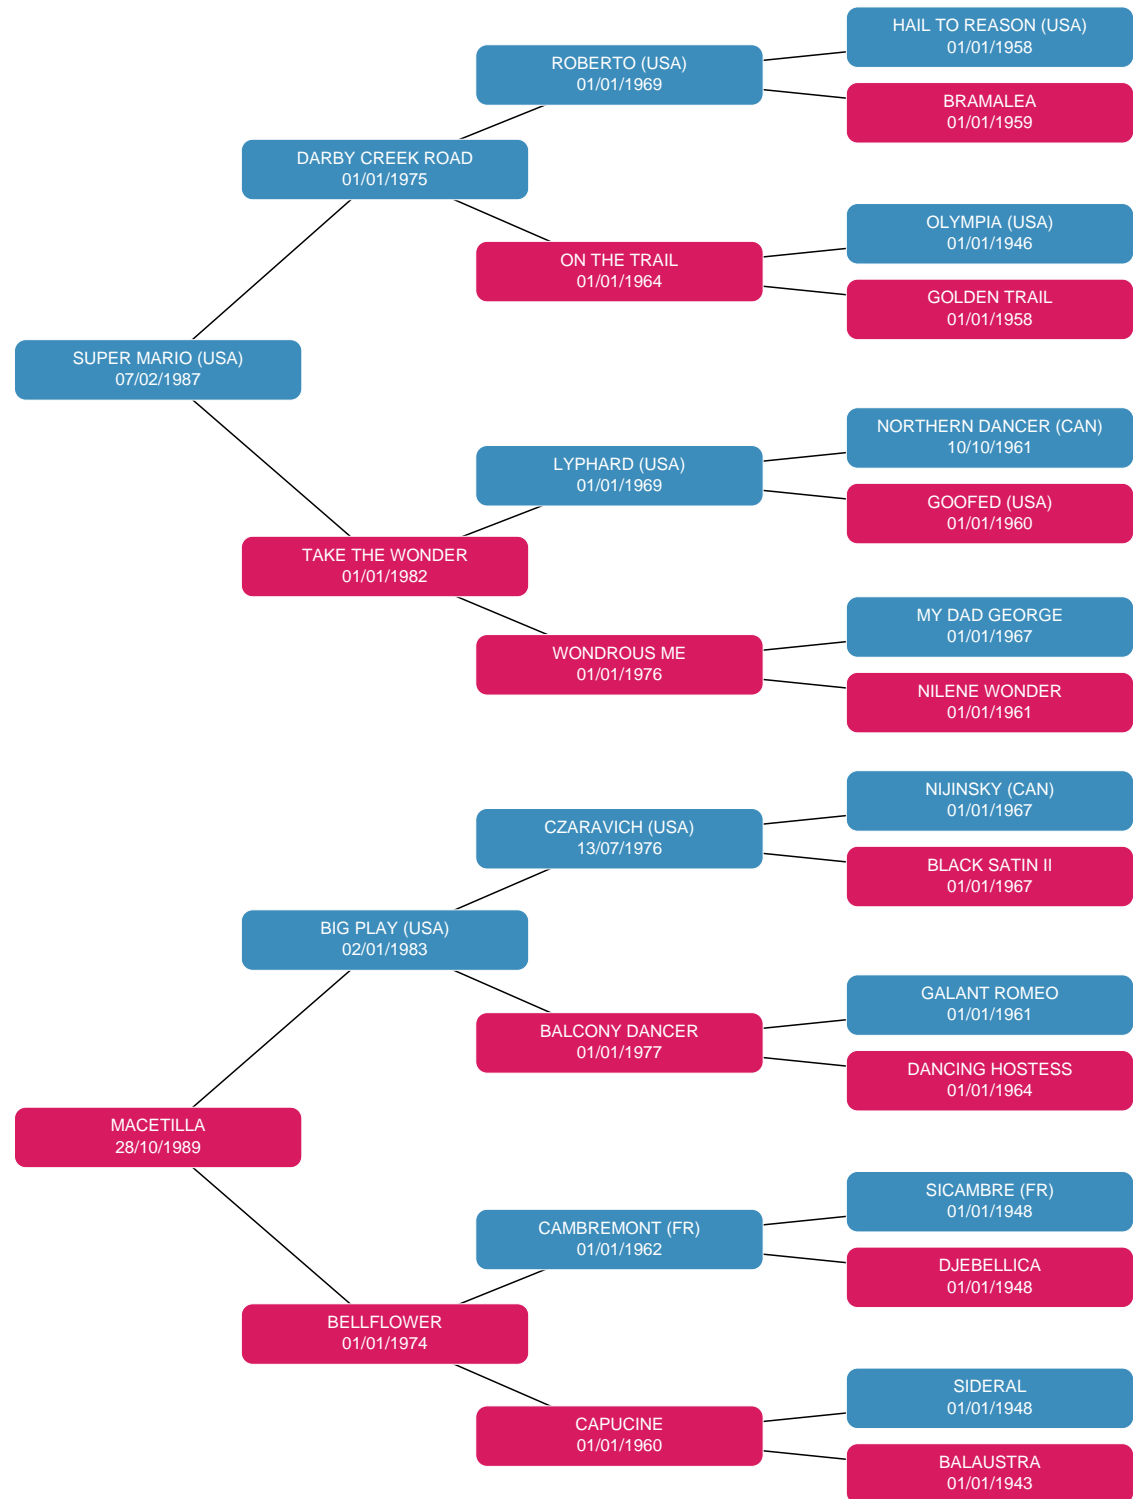 HAIL TO REASON (USA)
01/01/1958
ROBERTO (USA)
01/01/1969
BRAMALEA
01/01/1959
DARBY CREEK ROAD
01/01/1975
OLYMPIA (USA)
01/01/1946
ON THE TRAIL
01/01/1964
GOLDEN TRAIL
01/01/1958
SUPER MARIO (USA)
07/02/1987
NORTHERN DANCER (CAN)
10/10/1961
LYPHARD (USA)
01/01/1969
GOOFED (USA)
01/01/1960
TAKE THE WONDER
01/01/1982
MY DAD GEORGE
01/01/1967
WONDROUS ME
01/01/1976
NILENE WONDER
01/01/1961
NIJINSKY (CAN)
01/01/1967
CZARAVICH (USA)
13/07/1976
BLACK SATIN II
01/01/1967
BIG PLAY (USA)
02/01/1983
GALANT ROMEO
01/01/1961
BALCONY DANCER
01/01/1977
DANCING HOSTESS
01/01/1964
MACETILLA
28/10/1989
SICAMBRE (FR)
01/01/1948
CAMBREMONT (FR)
01/01/1962
DJEBELLICA
01/01/1948
BELLFLOWER
01/01/1974
SIDERAL
01/01/1948
CAPUCINE
01/01/1960
BALAUSTRA
01/01/1943